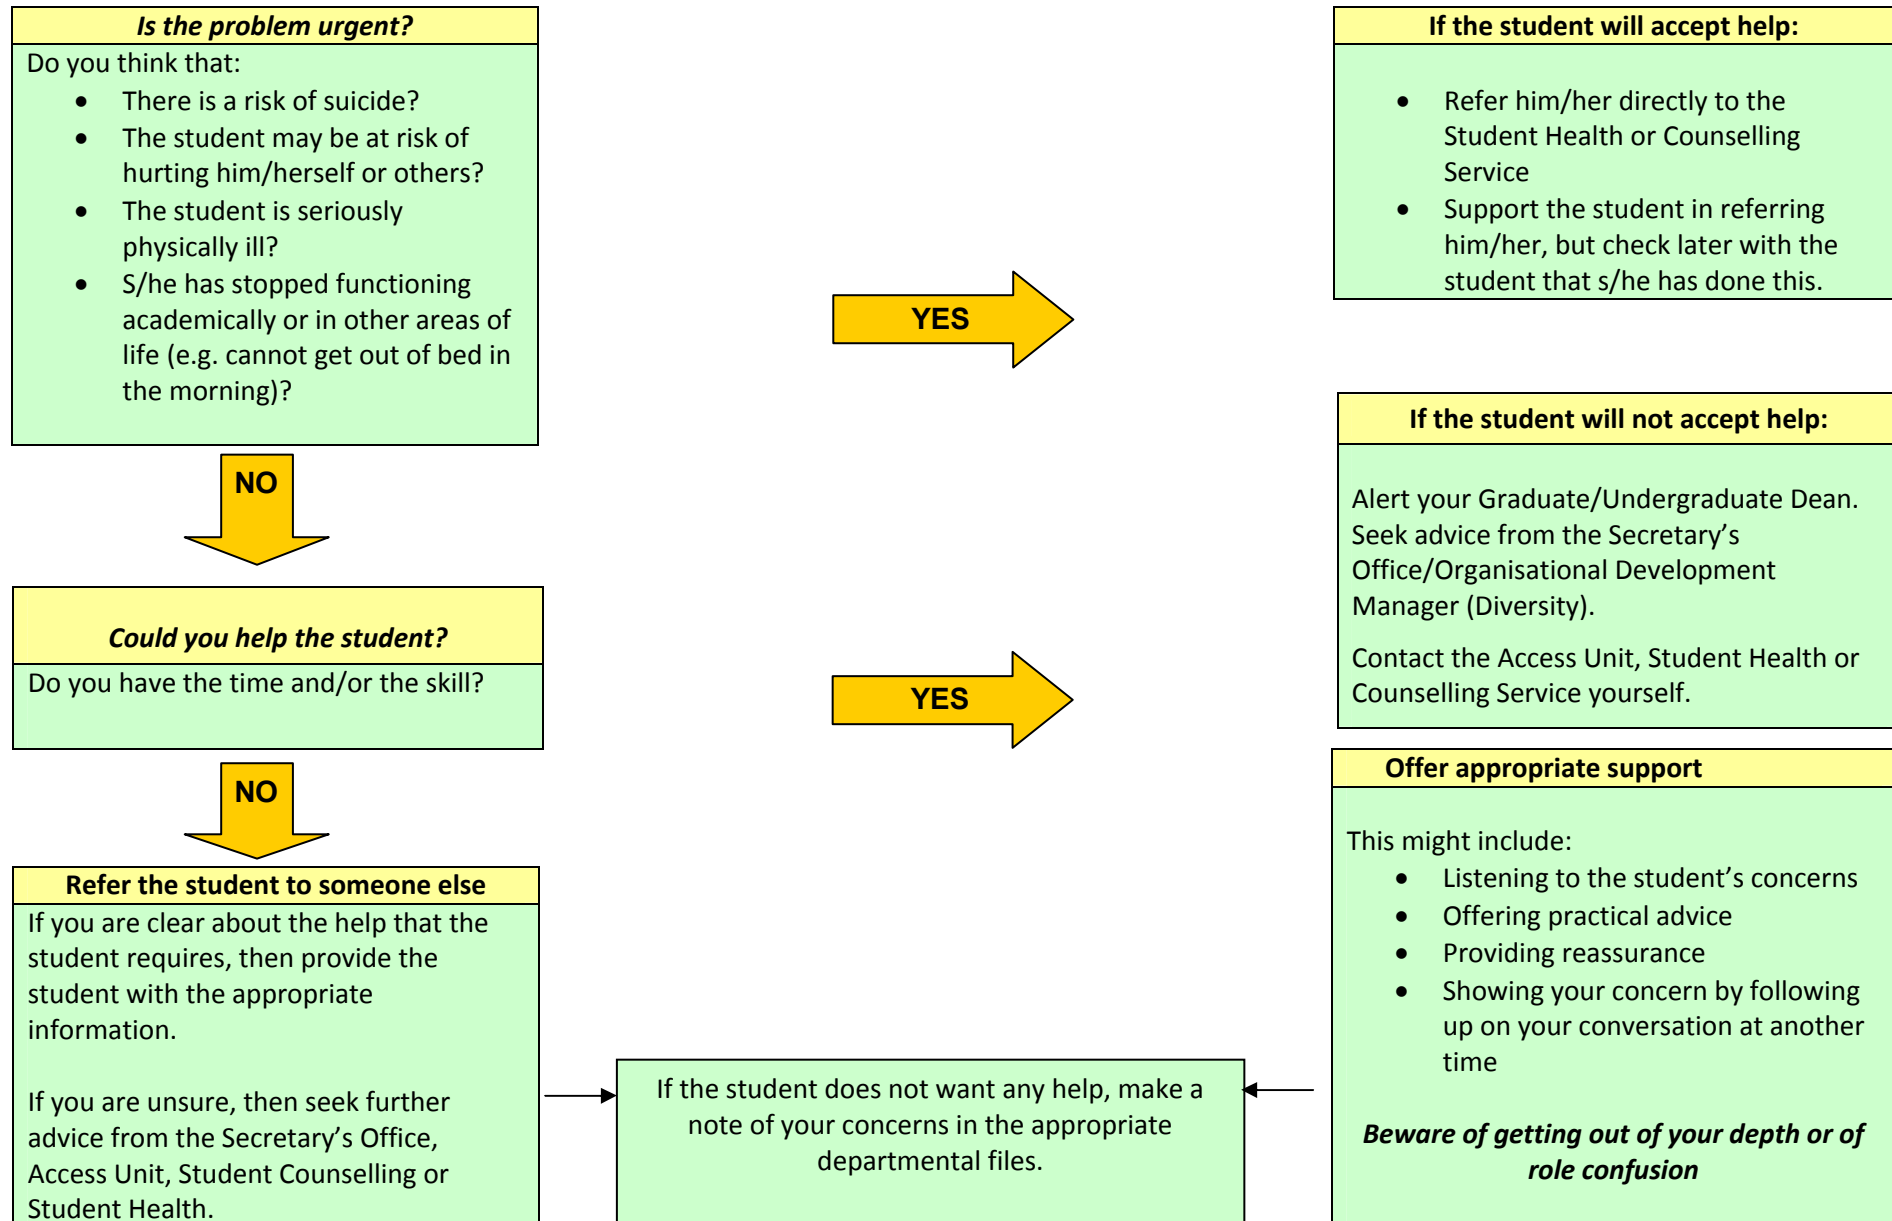 Is the problem urgent?
Do you think that:
• There is a risk of suicide?
• The student may be at risk of
hurting him/herself or others?
• The student is seriously
physically ill?
• S/he has stopped functioning
academically or in other areas of
life (e.g. cannot get out of bed in
the morning)?
YES
If the student will accept help:
• Refer him/her directly to the
Student Health or Counselling
Service
• Support the student in referring
him/her, but check later with the
student that s/he has done this.
If the student will not accept help:
Alert your Graduate/Undergraduate Dean.
Seek advice from the Secretary’s
Office/Organisational Development
Manager (Diversity).
Contact the Access Unit, Student Health or
Counselling Service yourself.
NO
Could you help the student?
Do you have the time and/or the skill?
YES
Offer appropriate support
This might include:
• Listening to the student’s concerns
• Offering practical advice
• Providing reassurance
• Showing your concern by following
up on your conversation at another
time
Beware of getting out of your depth or of
role confusion
NO
Refer the student to someone else
If you are clear about the help that the
student requires, then provide the
student with the appropriate
information.
If you are unsure, then seek further
advice from the Secretary’s Office,
Access Unit, Student Counselling or
Student Health.
If the student does not want any help, make a
note of your concerns in the appropriate
departmental files.